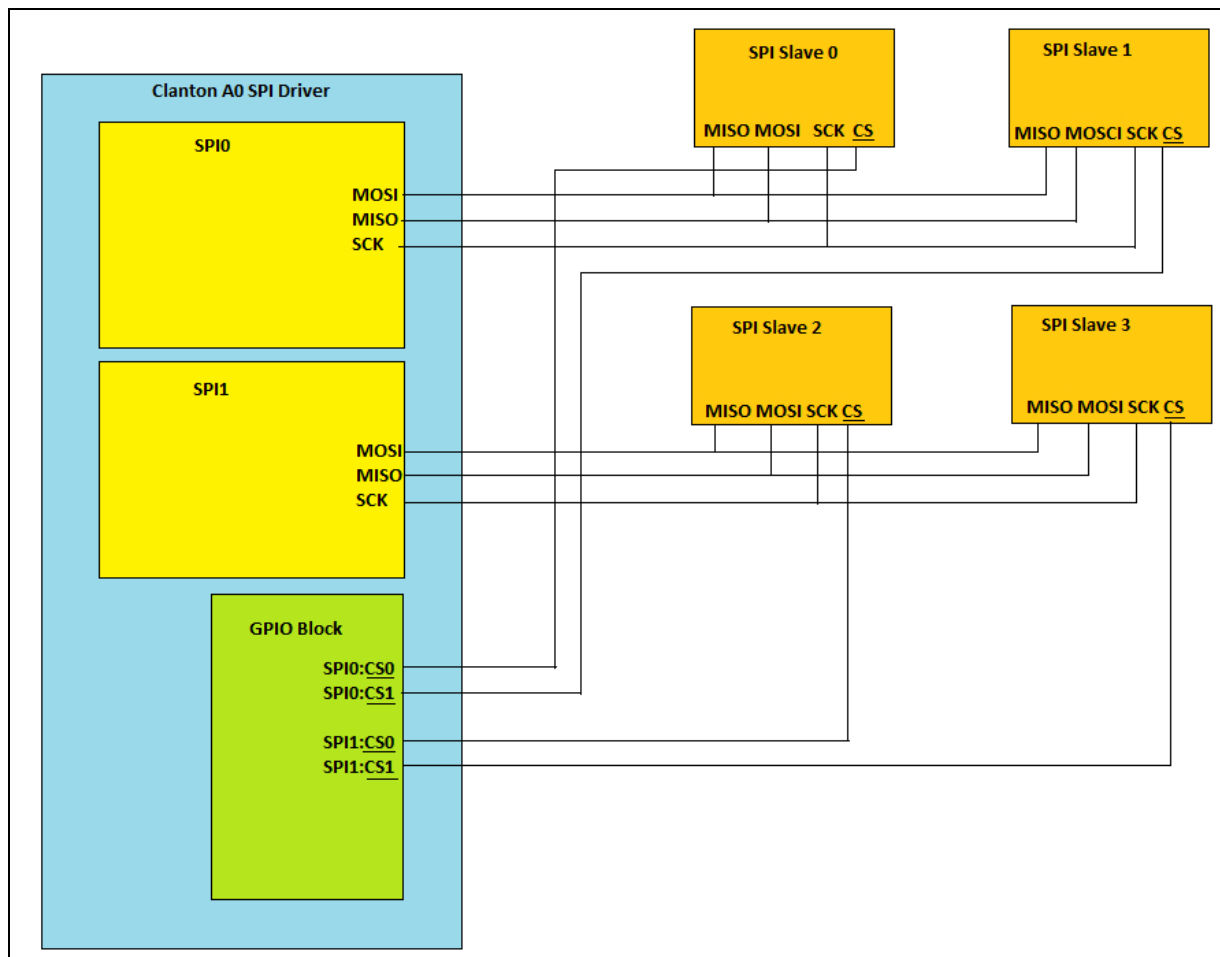 Clanton A0 SPI Driver
SPI0
MOSI
MISO
SCK
SPI1
MOSI
MISO
SCK
GPIO Block
SPI0:CS0
SPI0:CS1
SPI1:CS0
SPI1:CS1
SPI Slave 0
MISO MOSI SCK CS
SPI Slave 1
MISO MOSCI SCK CS
SPI Slave 2
MISO MOSI SCK CS
SPI Slave 3
MISO MOSI SCK CS